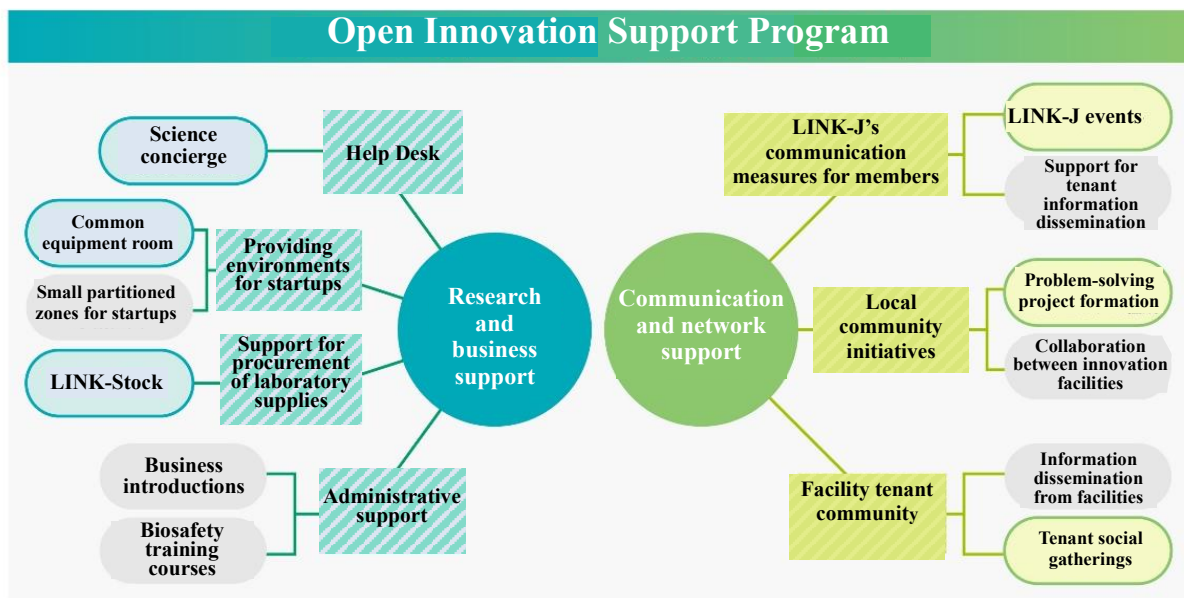 Open Innovation Support Program
Science
concierge
Help Desk
Common
equipment room
Small partitioned
zones for startups
Providing
environments
for startups
LINK-Stock
Support for
procurement
of laboratory
supplies
Business
introductions
Biosafety
training
courses
Administrative
support
Research
and
business
support
Communication
and network
support
LINK-J’s
communication
measures for members
LINK-J events
Support for
tenant
information
dissemination
Local
community
initiatives
Problem-solving
project formation
Collaboration
between innovation
facilities
Facility tenant
community
Information
dissemination
from facilities
Tenant social
gatherings